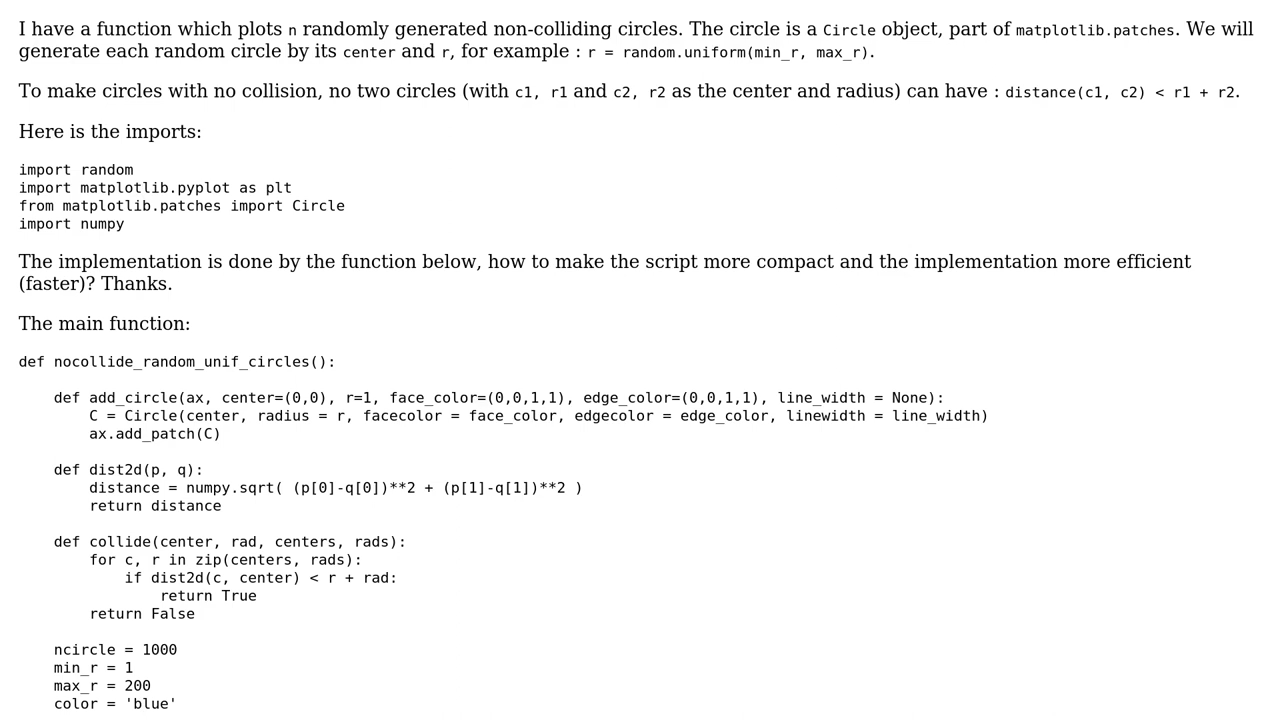 I have a function which plots n randomly generated non-colliding circles. The circle is a Circle object, part of matplotlib.patches. We will
generate each random circle by its center and r, for example : r = random.uniform(min_r, max_r).
To make circles with no collision, no two circles (with c1, r1 and c2, r2 as the center and radius) can have : distance(c1, c2) < r1 + r2.
Here is the imports:
import random
import matplotlib.pyplot as plt
from matplotlib.patches import Circle
import numpy
The implementation is done by the function below, how to make the script more compact and the implementation more efficient
(faster)? Thanks.
The main function:
def nocollide_random_unif_circles():
    def add_circle(ax, center=(0,0), r=1, face_color=(0,0,1,1), edge_color=(0,0,1,1), line_width = None):
        C = Circle(center, radius = r, facecolor = face_color, edgecolor = edge_color, linewidth = line_width)
        ax.add_patch(C)
    def dist2d(p, q):
        distance = numpy.sqrt( (p[0]-q[0])**2 + (p[1]-q[1])**2 )
        return distance
    def collide(center, rad, centers, rads):
        for c, r in zip(centers, rads):
            if dist2d(c, center) < r + rad:
                return True
        return False
    ncircle = 1000
    min_r = 1
    max_r = 200
    color = 'blue'